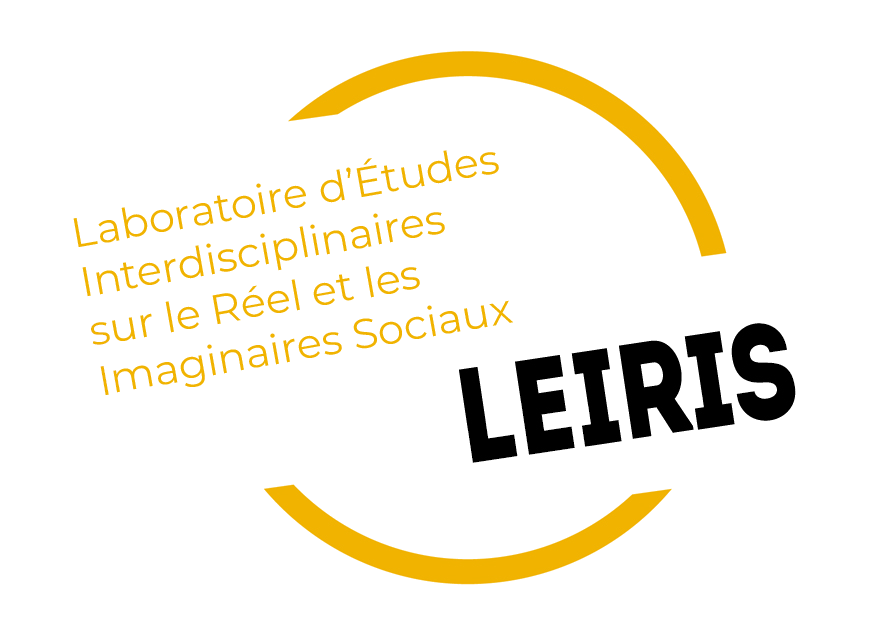 Laboratoire d’Études
Interdisciplinaires
sur le Réel et les
Imaginaires Sociaux
LEIRIS